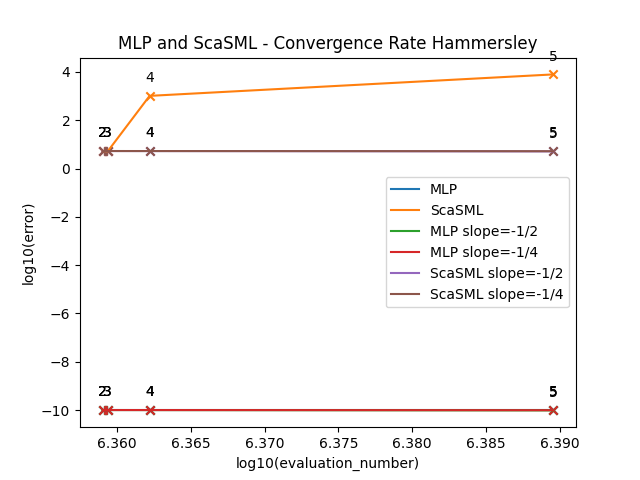 MLP and ScaSML - Convergence Rate Hammersley
5
4
4
2
2 3 4 5
0
MLP
ScaSML
MLP slope=-1/2
MLP slope=-1/4
ScaSML slope=-1/2
ScaSML slope=-1/4
−2
−4
−6
−8
2 3 4 5
−10
log10(error)
6.360 6.365 6.370 6.375 6.380 6.385 6.390
log10(evaluation_number)